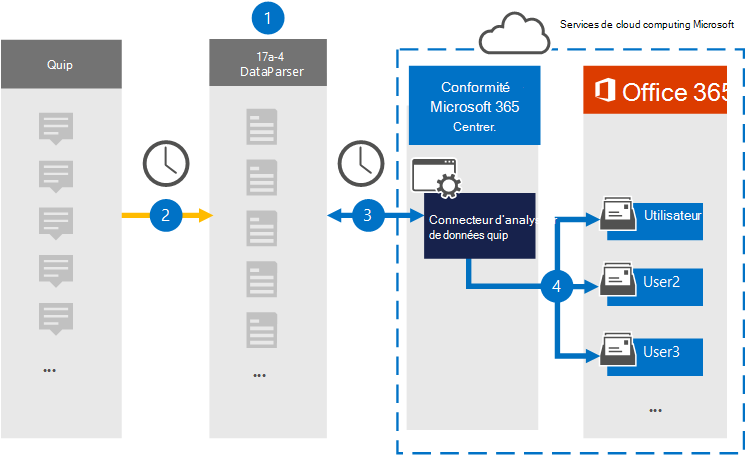 1
Services de cloud computing Microsoft
Quip
17a-4
DataParser
Conformité
Microsoft 365
Centrer.
Office 365
2
3
Connecteur d'analy
de données quip
4
Utilisateur
User2
User3
...
...
...